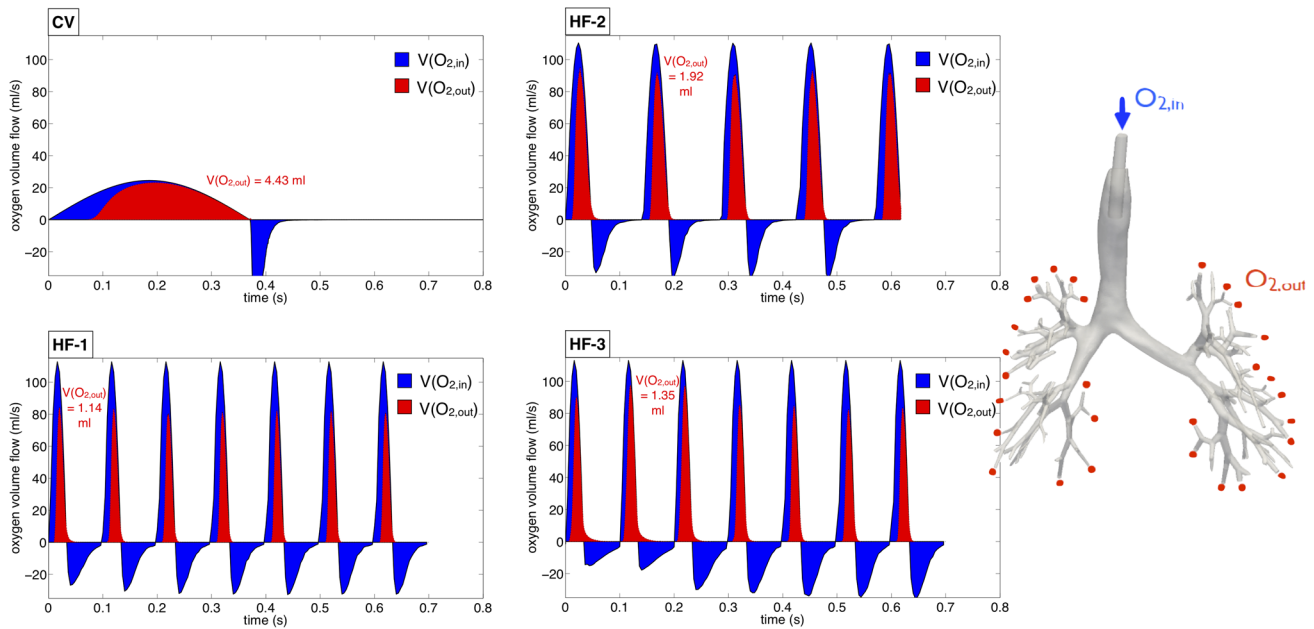 CV
100
80
60
40
20
0
−20
oxygen volume flow (ml/s)
V(O2,in)
V(O2,out)
V(O2,out) = 4.43 ml
0 0.1 0.2 0.3 0.4 0.5 0.6 0.7 0.8
time (s)
HF-2
100
80
60
40
20
0
−20
oxygen volume flow (ml/s)
V(O2,out)
= 1.92
ml
V(O2,in)
V(O2,out)
0 0.1 0.2 0.3 0.4 0.5 0.6 0.7 0.8
time (s)
O2,in
O2.out
HF-1
100
80
60
40
20
0
−20
oxygen volume flow (ml/s)
V(O2,out)
= 1.14
ml
V(O2,in)
V(O2,out)
0 0.1 0.2 0.3 0.4 0.5 0.6 0.7 0.8
time (s)
HF-3
100
80
60
40
20
0
−20
oxygen volume flow (ml/s)
V(O2,out)
= 1.35
ml
V(O2,in)
V(O2,out)
0 0.1 0.2 0.3 0.4 0.5 0.6 0.7 0.8
time (s)